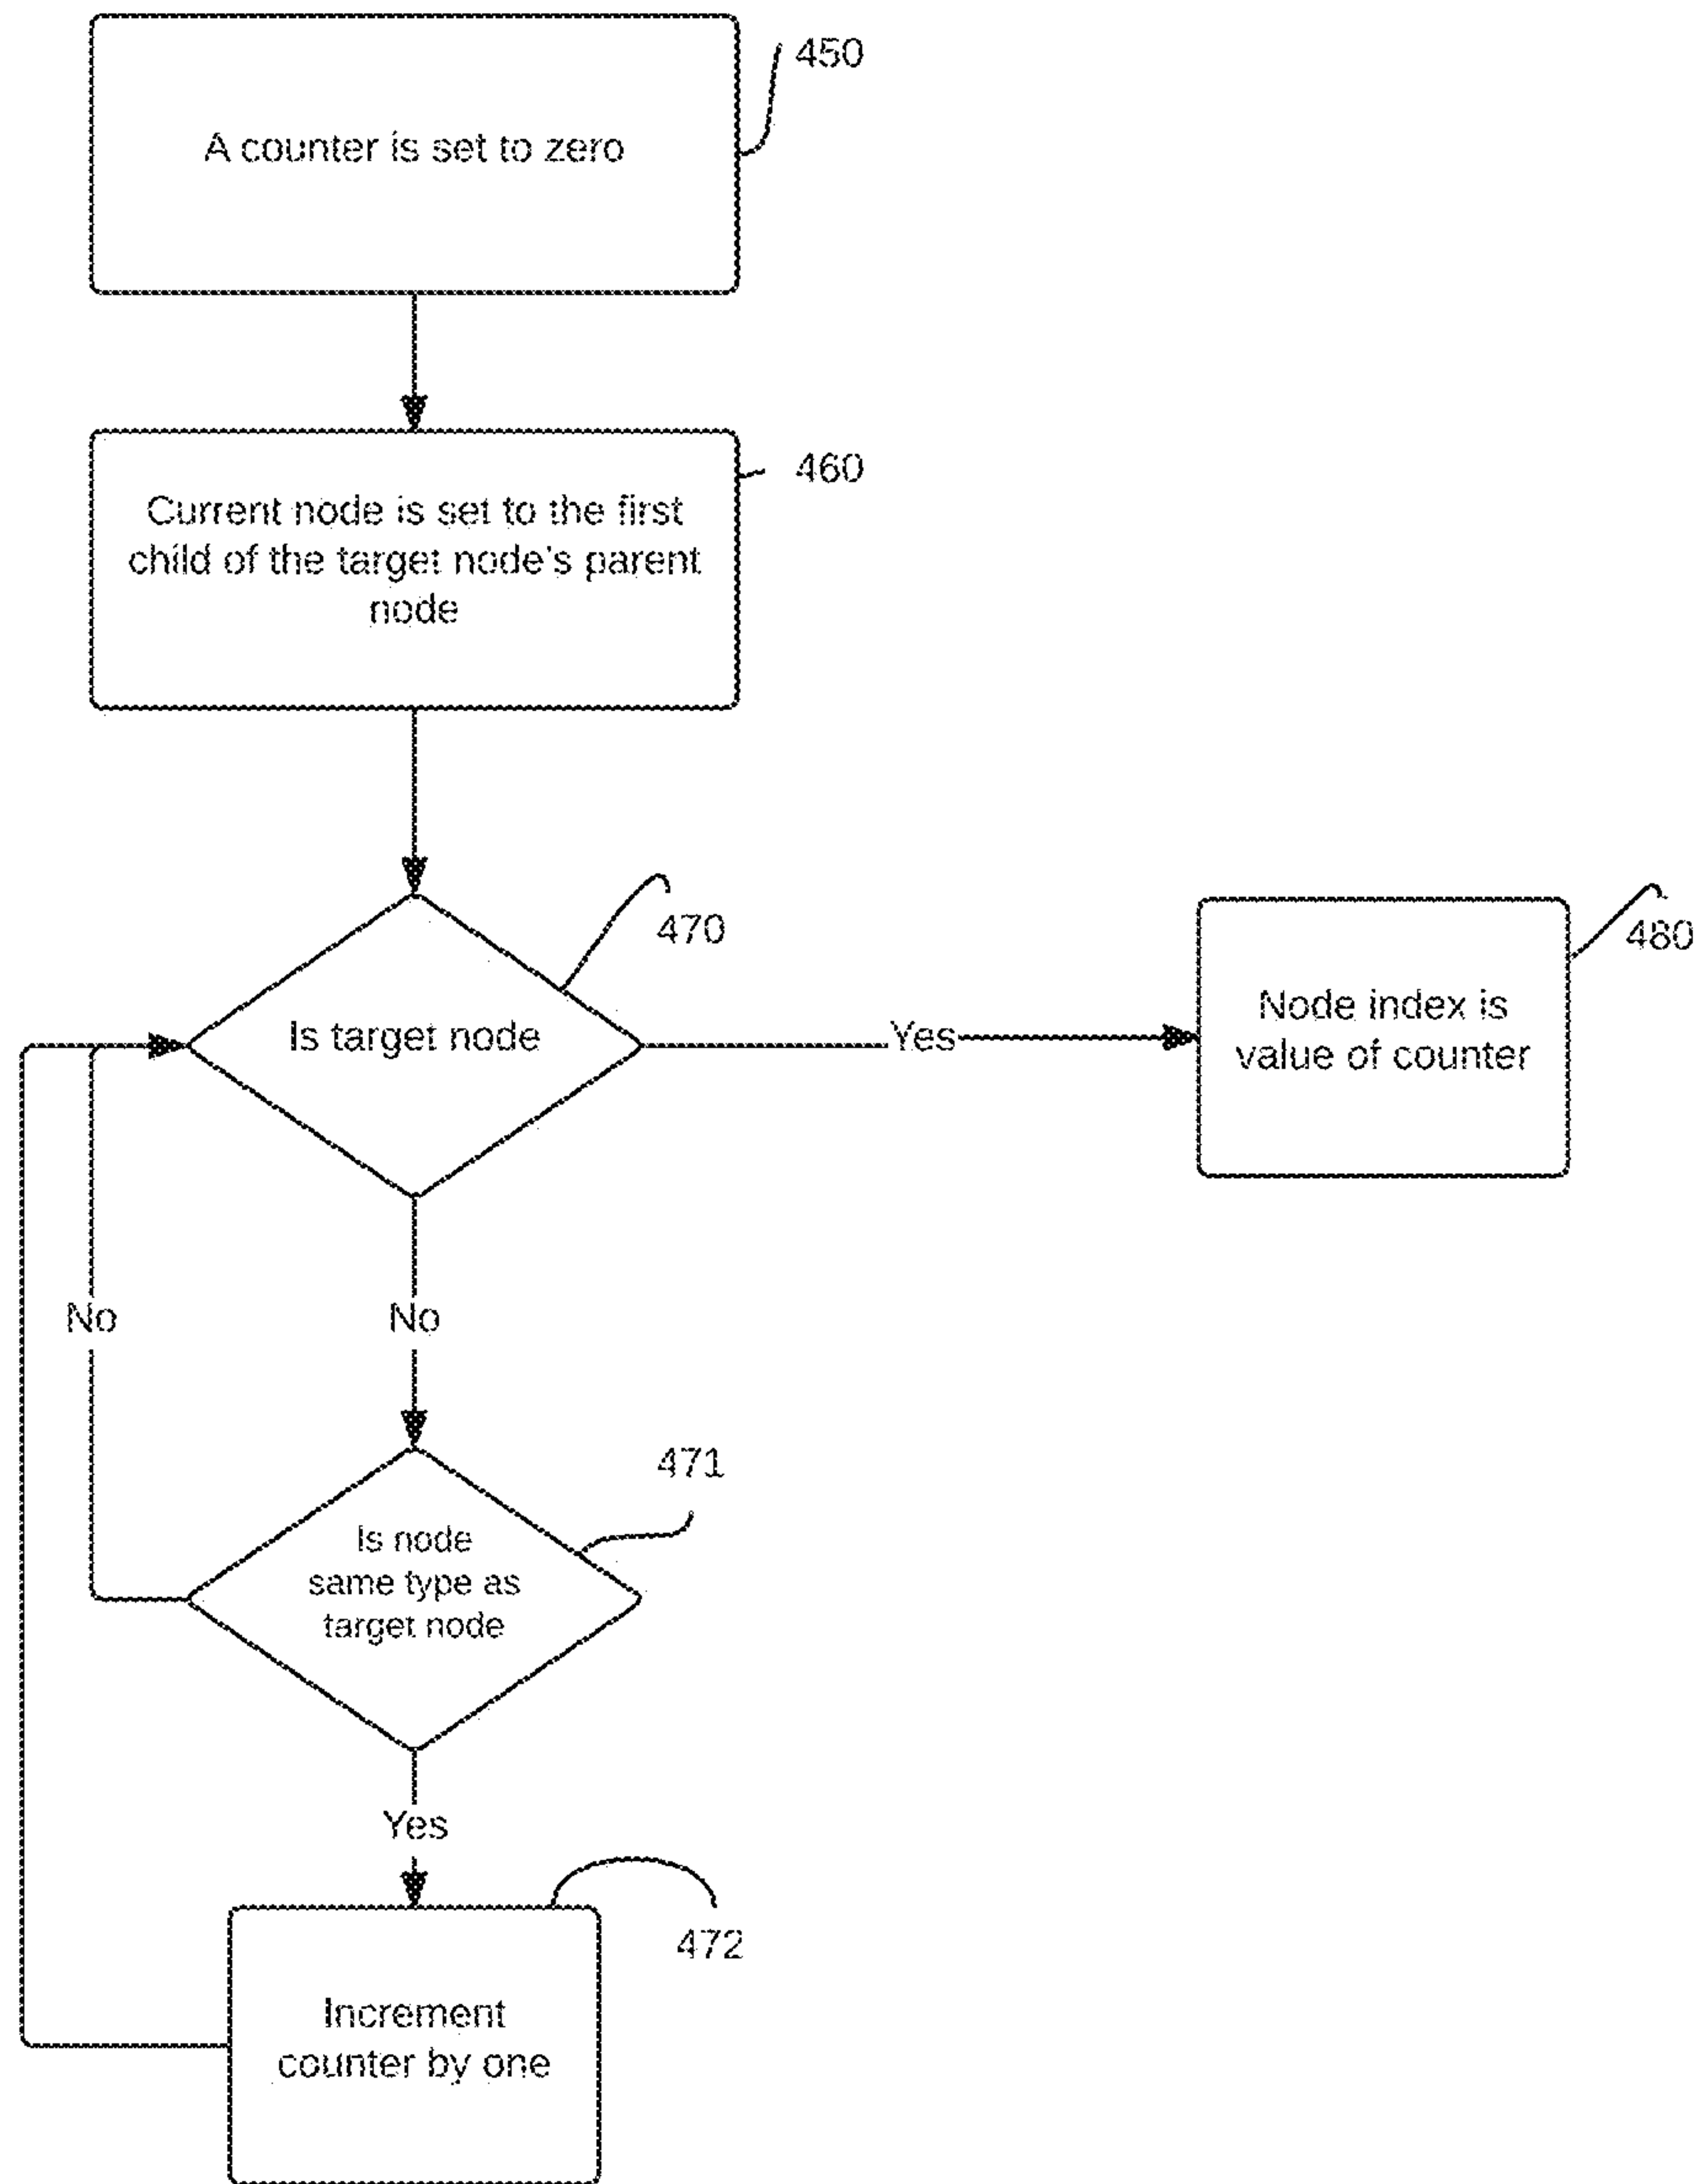 A counter is set to zero
450
Current node is set to the first
child of the target node's parent
node
460
Is target node
470
Yes
Node index is
value of counter
480
No
No
Is node
same type as
target node
471
Yes
Increment
counter by one
472